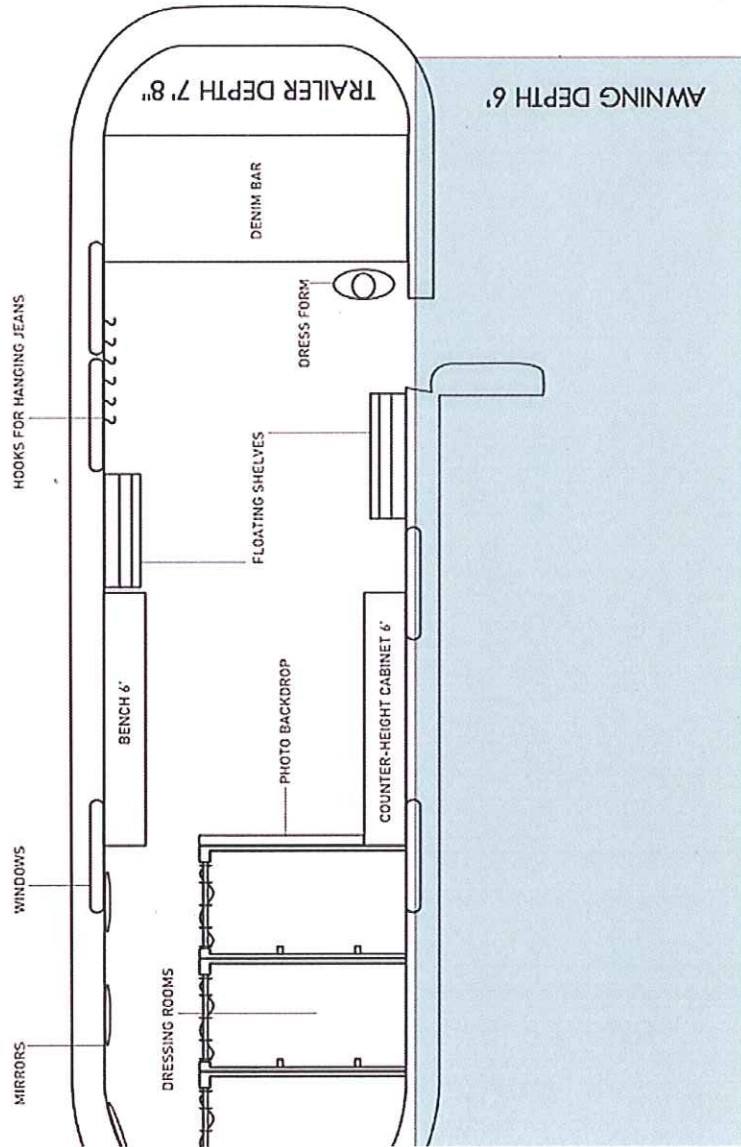 HOOKS FOR HANGING JEANS
WINDOWS
MIRRORS
TRAILER DEPTH 7' 8"
DENIM BAR
DRESS FORM
FLOATING SHELVES
BENCH 6'
PHOTO BACKDROP
COUNTER-HEIGHT CABINET 6'
DRESSING ROOMS
AWNING DEPTH 6'